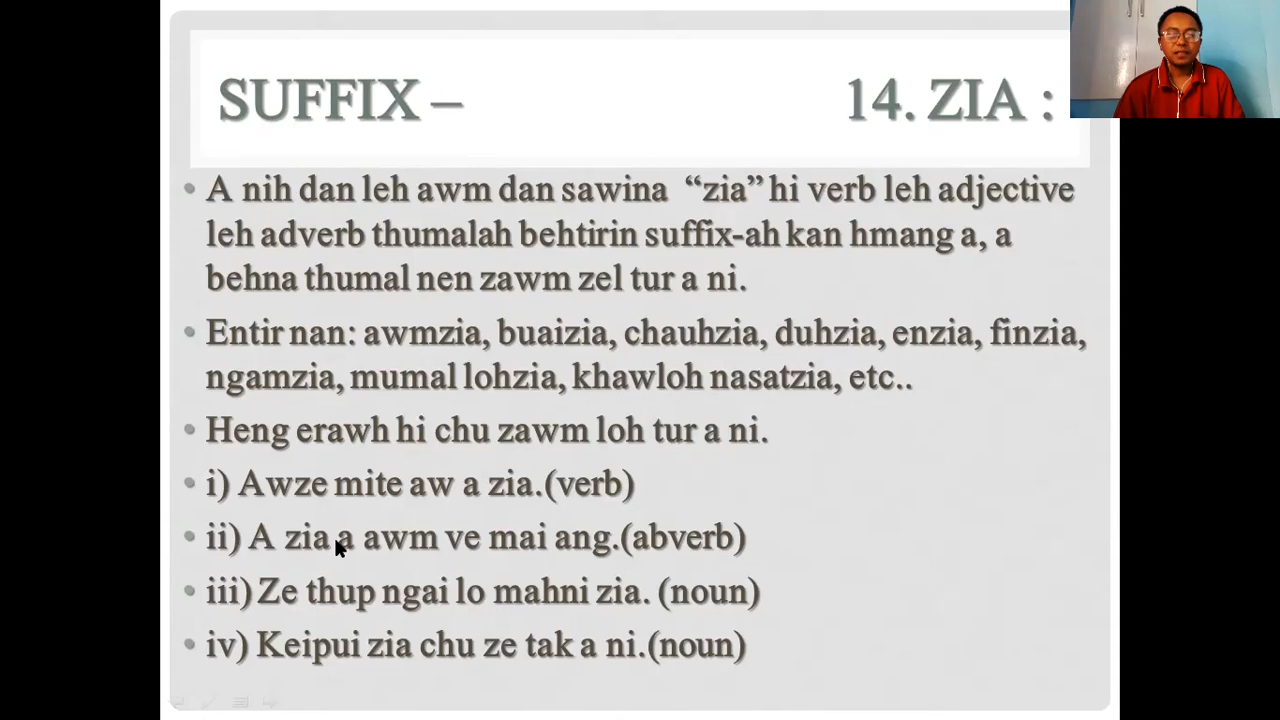 SUFFIX – 14. ZIA :
• A nih dan leh awm dan sawina “zia” hi verb leh adjective
leh adverb thumalah behtirin suffix-ah kan hmang a, a
behna thumal nen zawm zel tur a ni.
• Entir nan: awmzia, buaizia, chauhzia, duhzia, enzia, finzia,
ngamzia, mumal lohzia, khawloh nasatzia, etc..
• Heng erawh hi chu zawm loh tur a ni.
• i) Awze mite aw a zia.(verb)
• ii) A zia a awm ve mai ang.(abverb)
• iii) Ze thup ngai lo mahni zia. (noun)
• iv) Keipui zia chu ze tak a ni.(noun)